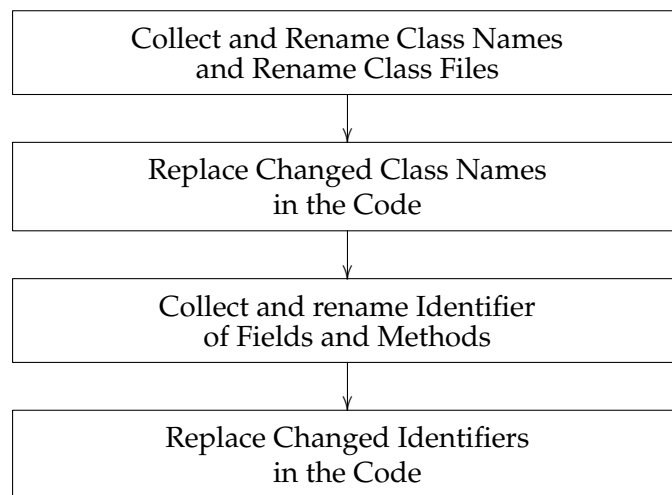 Collect and Rename Class Names
and Rename Class Files
Replace Changed Class Names
in the Code
Collect and rename Identifier
of Fields and Methods
Replace Changed Identifiers
in the Code